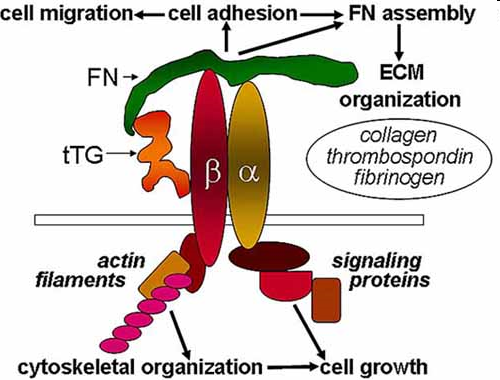 cell migration cell adhesion FN assembly
FN
ECM
organization
collagen
thrombospondin
fibrinogen
tTG
β α
actin
filaments
signaling
proteins
cytoskeletal organization cell growth